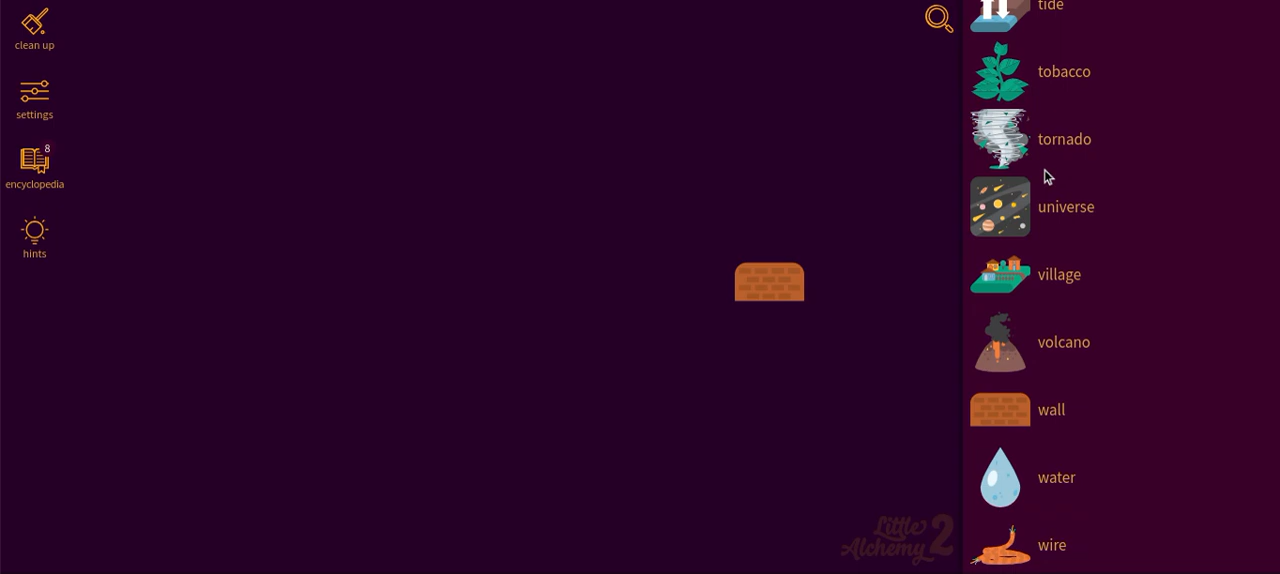 clean up
settings
8
encyclopedia
hints
tide
tobacco
tornado
universe
village
volcano
wall
water
wire
Little
Alchemy 2